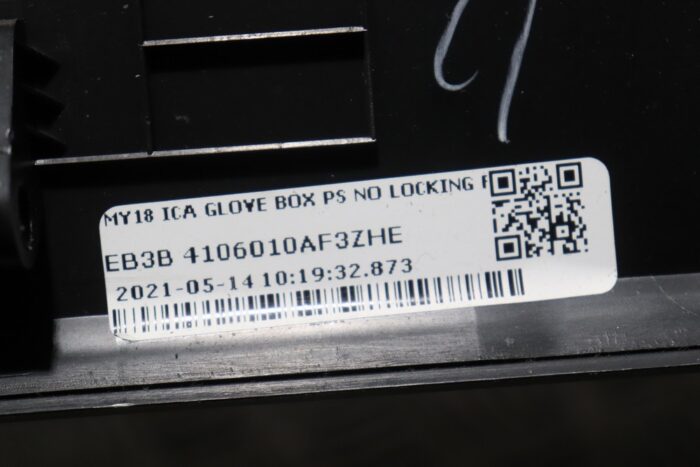 MY18 ICA GLOVE BOX PS NO LOCKING
EB3B 4106010AF3ZHE
2021-05-14 10:19:32.873